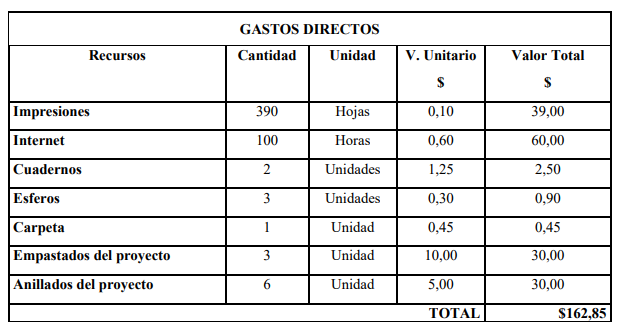 GASTOS DIRECTOS
Recursos Cantidad Unidad V. Unitario $ Valor Total $
Impresiones 390 Hojas 0,10 39,00
Internet 100 Horas 0,60 60,00
Cuadernos 2 Unidades 1,25 2,50
Esferos 3 Unidades 0,30 0,90
Carpeta 1 Unidad 0,45 0,45
Empastados del proyecto 3 Unidad 10,00 30,00
Anillados del proyecto 6 Unidad 5,00 30,00
TOTAL $162,85